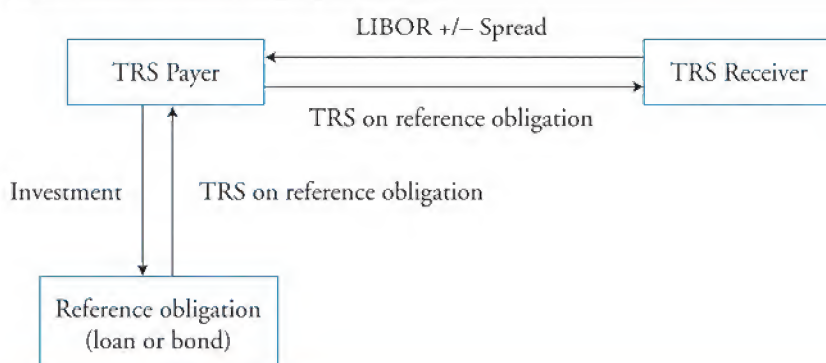 LIBOR +/– Spread
TRS Payer
TRS Receiver
TRS on reference obligation
Investment
TRS on reference obligation
Reference obligation
(loan or bond)